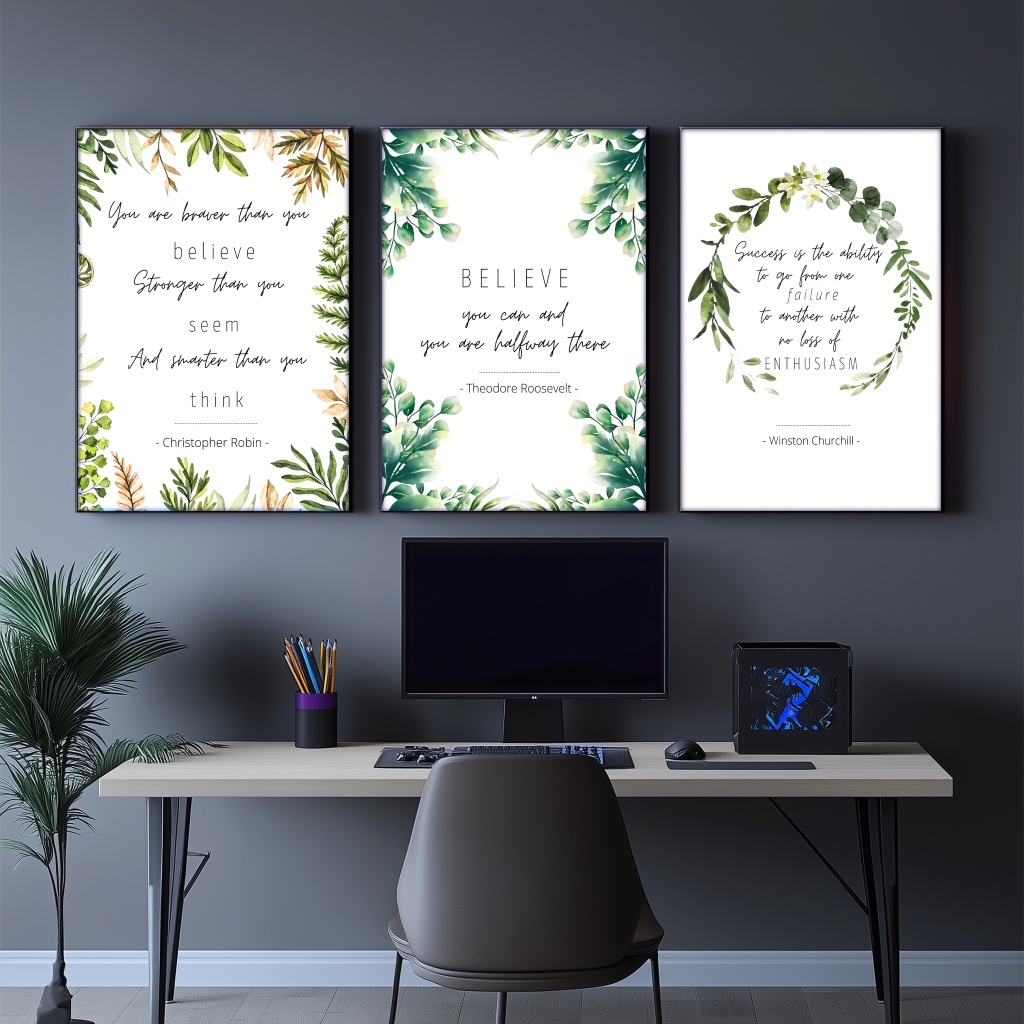 You are braver than you
believe
Stronger than you
seem
And smarter than you
think
- Christopher Robin -
BELIEVE
you can and
you are halfway there
- Theodore Roosevelt -
Success is the ability
to go from one
failure
to another with
no loss of
ENTHUSIASM
- Winston Churchill -